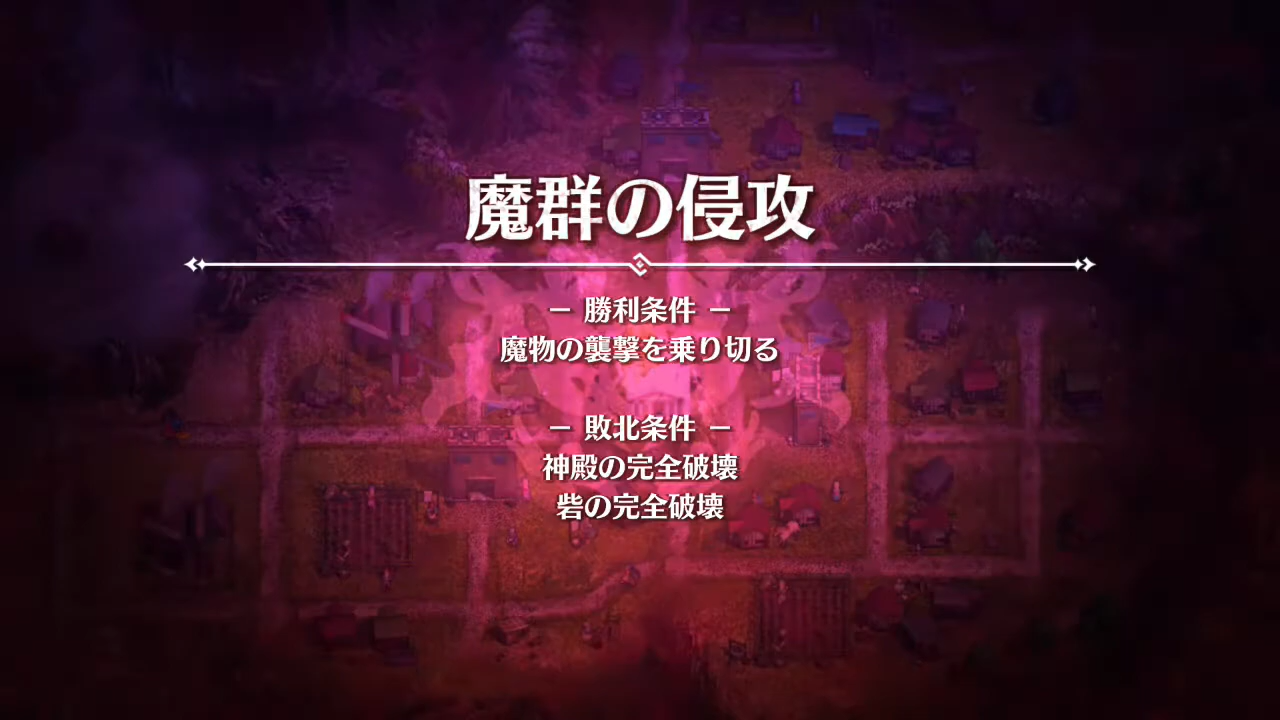 魔群の侵攻
－ 勝利条件 －
魔物の襲撃を乗り切る
－ 敗北条件 －
神殿の完全破壊
砦の完全破壊